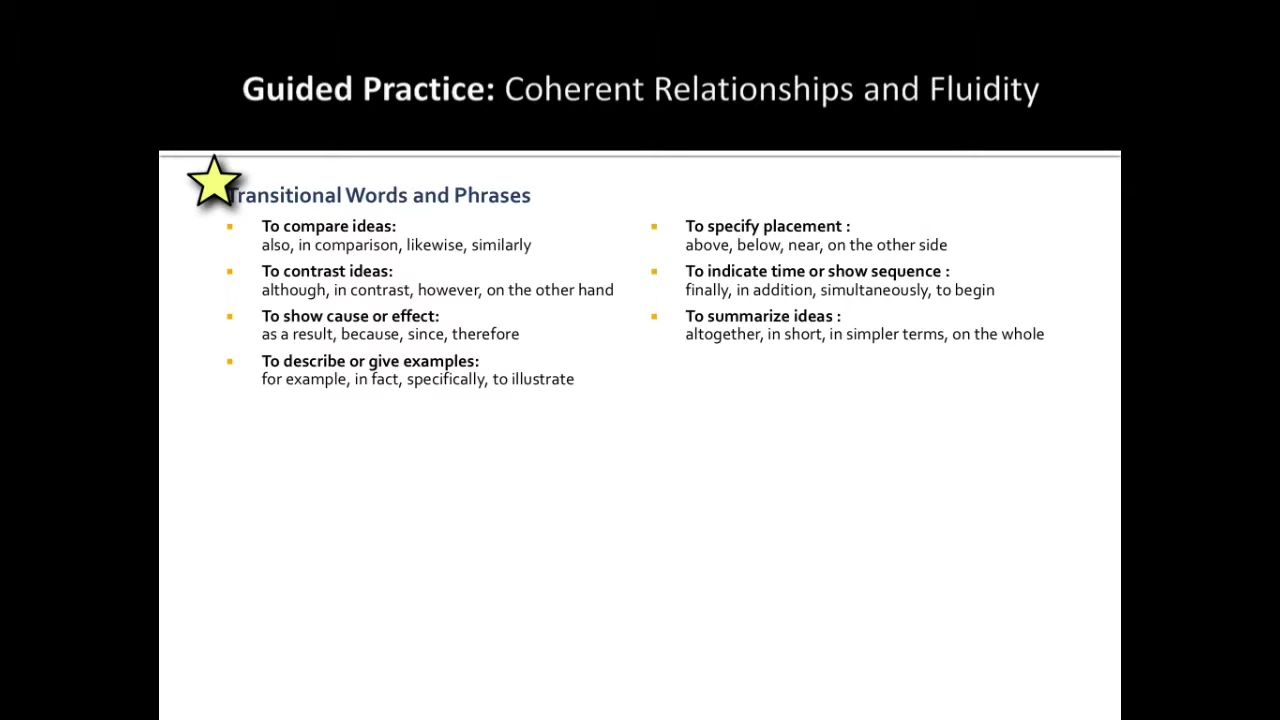 Guided Practice: Coherent Relationships and Fluidity
Transitional Words and Phrases
To compare ideas:
also, in comparison, likewise, similarly
To contrast ideas:
although, in contrast, however, on the other hand
To show cause or effect:
as a result, because, since, therefore
To describe or give examples:
for example, in fact, specifically, to illustrate
To specify placement :
above, below, near, on the other side
To indicate time or show sequence :
finally, in addition, simultaneously, to begin
To summarize ideas :
altogether, in short, in simpler terms, on the whole